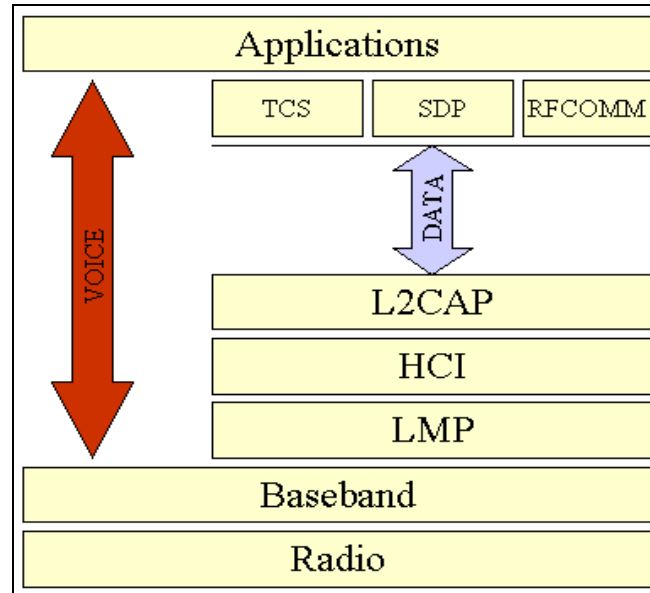 Applications
TCS
SDP
RFCOMM
VOICE
DATA
L2CAP
HCI
LMP
Baseband
Radio